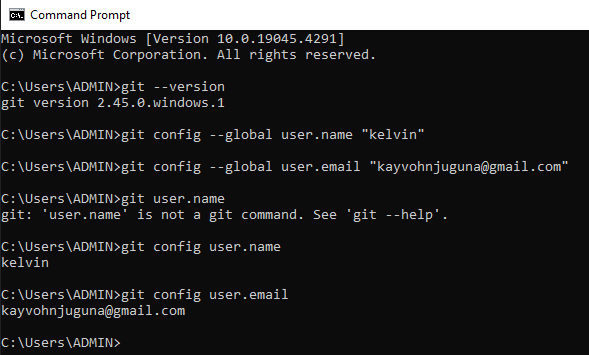 Command Prompt
Microsoft Windows [Version 10.0.19045.4291]
(c) Microsoft Corporation. All rights reserved.
C:\Users\ADMIN>git --version
git version 2.45.0.windows.1
C:\Users\ADMIN>git config --global user.name "kelvin"
C:\Users\ADMIN>git config --global user.email "kayvohnjuguna@gmail.com"
C:\Users\ADMIN>git user.name
git: 'user.name' is not a git command. See 'git --help'.
C:\Users\ADMIN>git config user.name
kelvin
C:\Users\ADMIN>git config user.email
kayvohnjuguna@gmail.com
C:\Users\ADMIN>